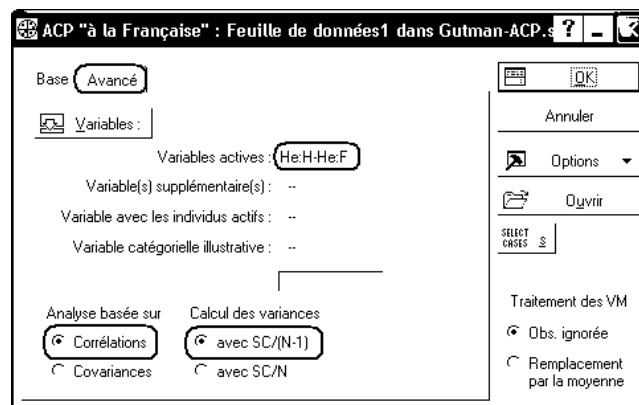 ACP "à la Française" : Feuille de données1 dans Gutman-ACP.s
Base Avancé
Variables :
Variables actives : He:H-He:F
Variable(s) supplémentaire(s) : --
Variable avec les individus actifs : --
Variable catégorielle illustrative : --
Analyse basée sur
Corrélations
Covariances
Calcul des variances
avec SC/(N-1)
avec SC/N
OK
Annuler
Options
Ouvrir
SELECT
CASES S
Traitement des VM
Obs. ignorée
Remplacement
par la moyenne